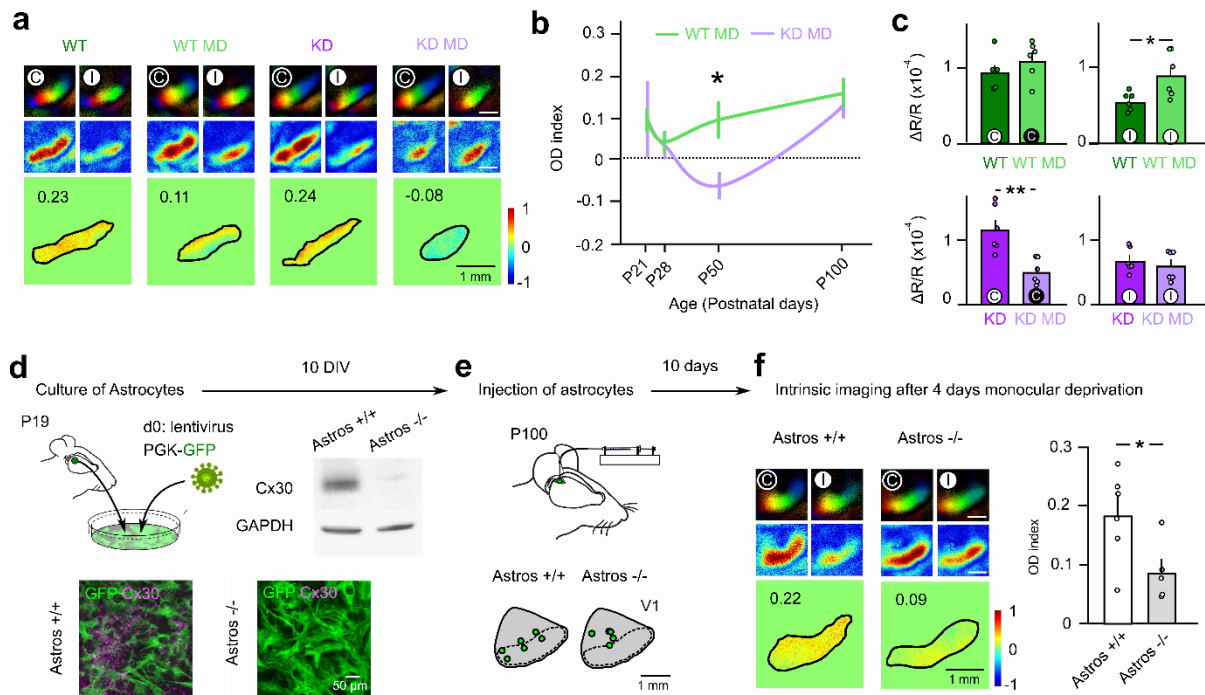 a
WT WT MD KD KD MD
C I C I C I C I
0.23 0.11 0.24 -0.08
1
0
-1
1 mm
b
WT MD KD MD
OD index
0.3
0.2
0.1
0
-0.1
-0.2
*
P21 P28 P50 P100
Age (Postnatal days)
c
ΔR/R (x10⁻⁴)
1
0
C C
WT WT MD
1
0
*
I I
WT WT MD
ΔR/R (x10⁻⁴)
1
0
**
C C
KD KD MD
1
0
I I
KD KD MD
d
10 DIV
Culture of Astrocytes
P19
d0: lentivirus
PGK-GFP
Astros +/+ Astros -/-
Cx30
GAPDH
Astros +/+
GFP Cx30
Astros -/-
GFP Cx30
50 µm
e
10 days
Injection of astrocytes
P100
Astros +/+ Astros -/-
V1
1 mm
f
Intrinsic imaging after 4 days monocular deprivation
Astros +/+ Astros -/-
C I C I
0.22 0.09
1
0
-1
1 mm
OD index
0.3
0.2
0.1
0
*
Astros +/+ Astros -/-